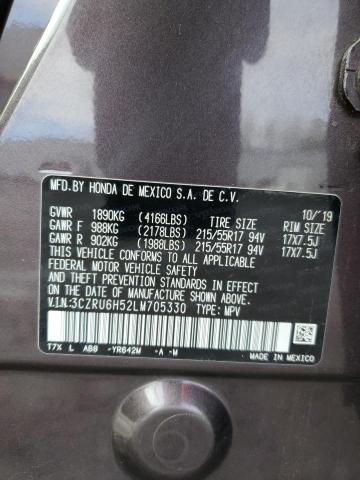 MFD.BY HONDA DE MEXICO S.A. DE C.V. 10/'19
GVWR 1890KG (4166LBS) TIRE SIZE RIM SIZE
GAWR F 988KG (2178LBS) 215/55R17 94V 17X7.5J
GAWR R 902KG (1988LBS) 215/55R17 94V 17X7.5J
THIS VEHICLE CONFORMS TO ALL APPLICABLE
FEDERAL MOTOR VEHICLE SAFETY, BUMPER, AND
THEFT PREVENTION STANDARDS IN EFFECT ON THE
DATE OF MANUFACTURE SHOWN ABOVE.
V.I.N:3CZRU6H52LM705330 TYPE: MPV
T7X L AB8 -YR642M -A -M MADE IN MEXICO